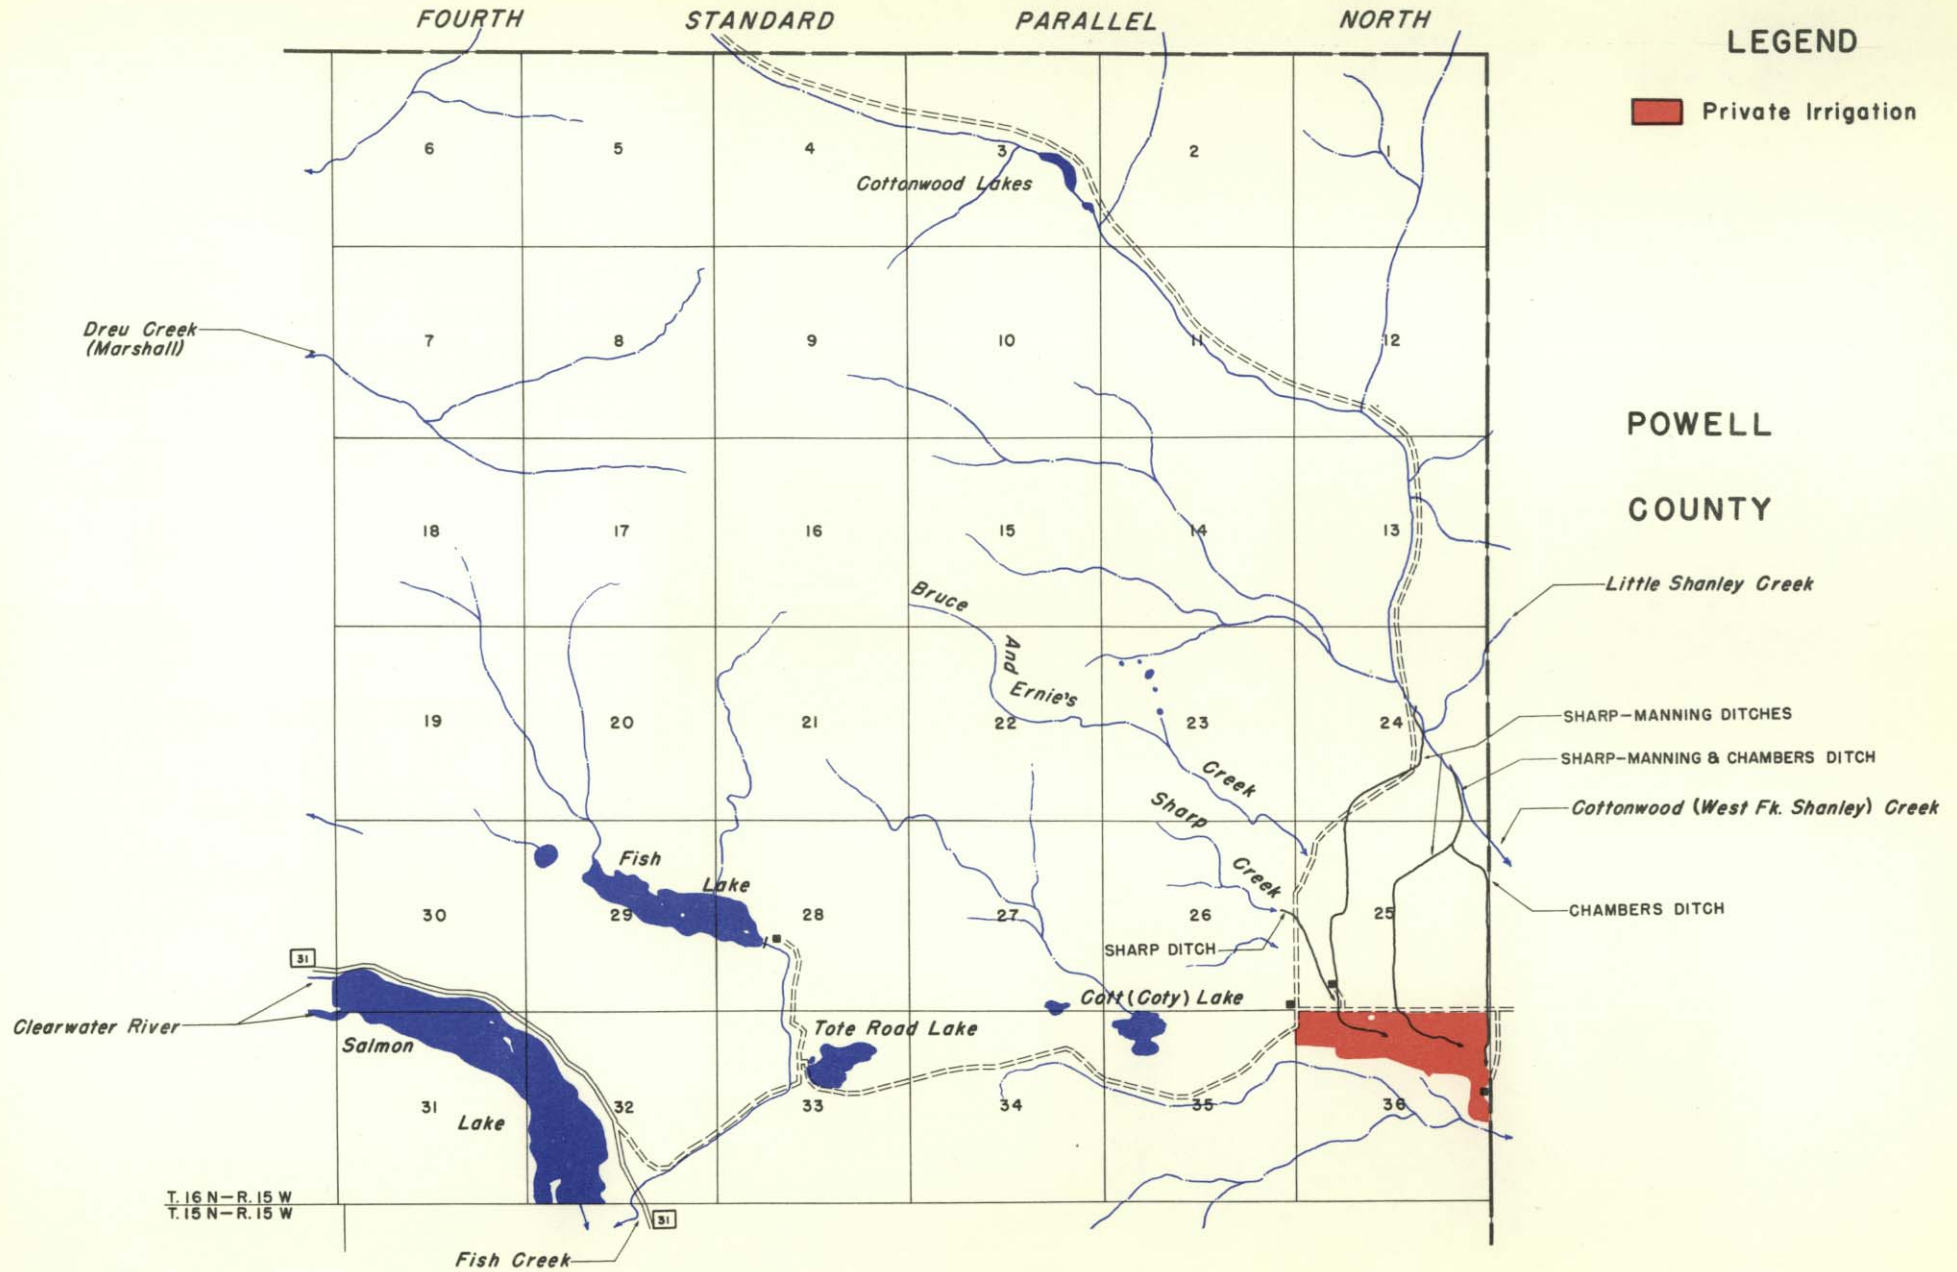 FOURTH STANDARD PARALLEL NORTH
LEGEND
Private Irrigation
6 5 4 3 2 1
Cottonwood Lakes
Dreu Creek
(Marshall)
7 8 9 10 11 12
POWELL
COUNTY
18 17 16 15 14 13
Little Shanley Creek
Bruce
And
Ernie's
Creek
19 20 21 22 23 24
SHARP-MANNING DITCHES
SHARP-MANNING & CHAMBERS DITCH
Cottonwood (West Fk. Shanley) Creek
Sharp
Creek
Fish
Lake
30 29 28 27 26 25
CHAMBERS DITCH
SHARP DITCH
31
Cott (Coty) Lake
Clearwater River
Salmon
Lake
Tote Road Lake
31 32 33 34 35 36
T. 16 N-R. 15 W
T. 15 N-R. 15 W
31
Fish Creek